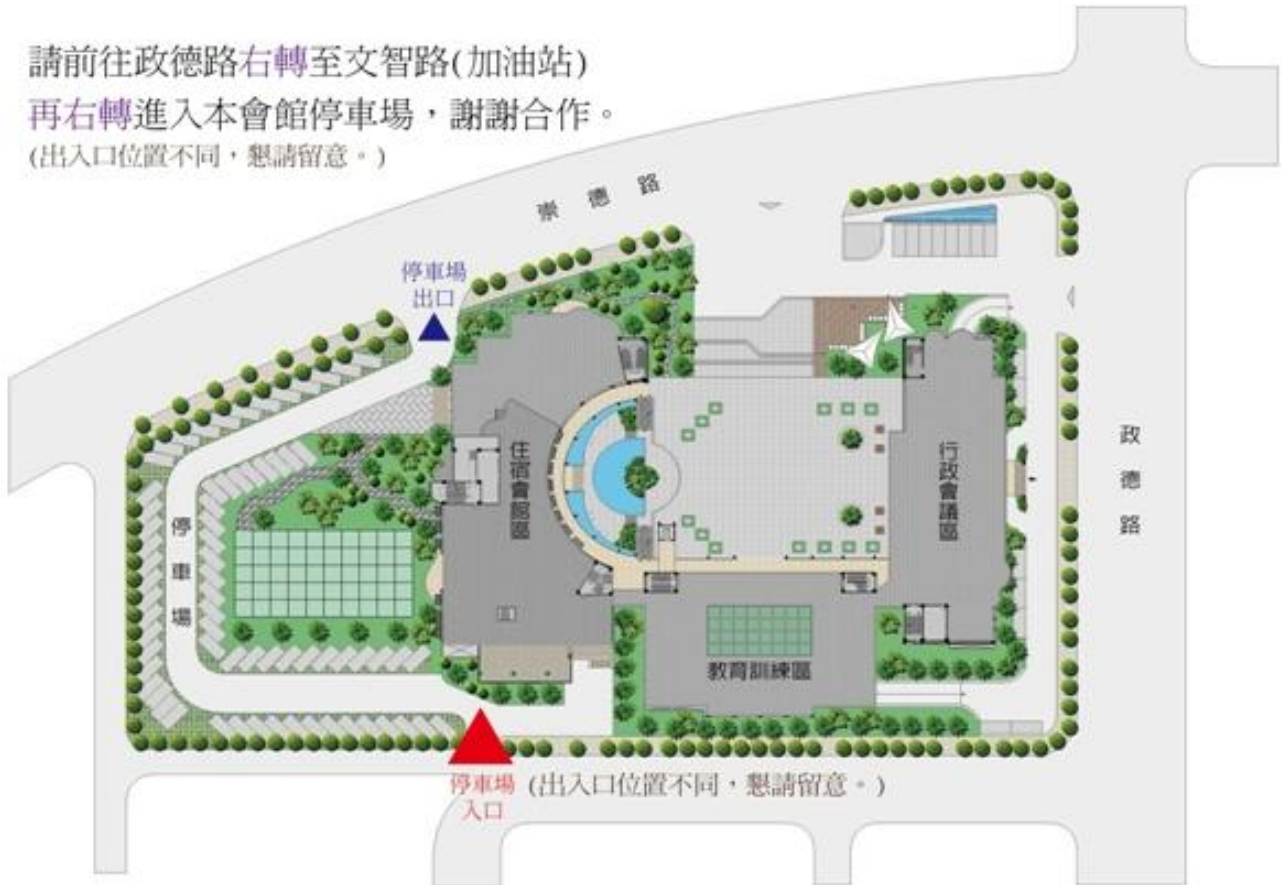 請前往政德路右轉至文智路(加油站)
再右轉進入本會館停車場，謝謝合作。
(出入口位置不同，懇請留意。)
崇德路
停車場
出口
住宿會館區
行政會議區
政德路
停車場
教育訓練區
停車場
入口
(出入口位置不同，懇請留意。)